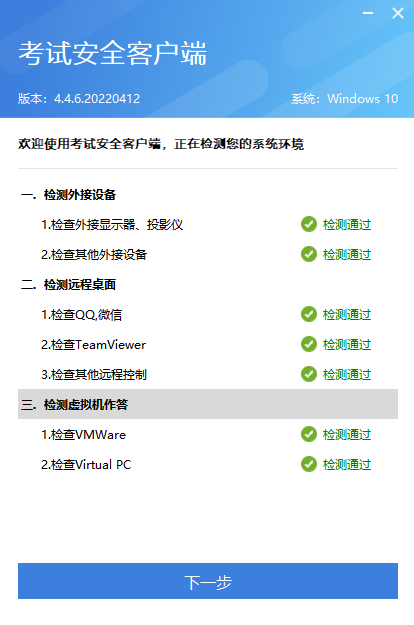 考试安全客户端
版本：4.4.6.20220412 系统：Windows 10
欢迎使用考试安全客户端，正在检测您的系统环境
一. 检测外接设备
1.检查外接显示器、投影仪 检测通过
2.检查其他外接设备 检测通过
二. 检测远程桌面
1.检查QQ,微信 检测通过
2.检查TeamViewer 检测通过
3.检查其他远程控制 检测通过
三. 检测虚拟机作答
1.检查VMWare 检测通过
2.检查Virtual PC 检测通过
下一步